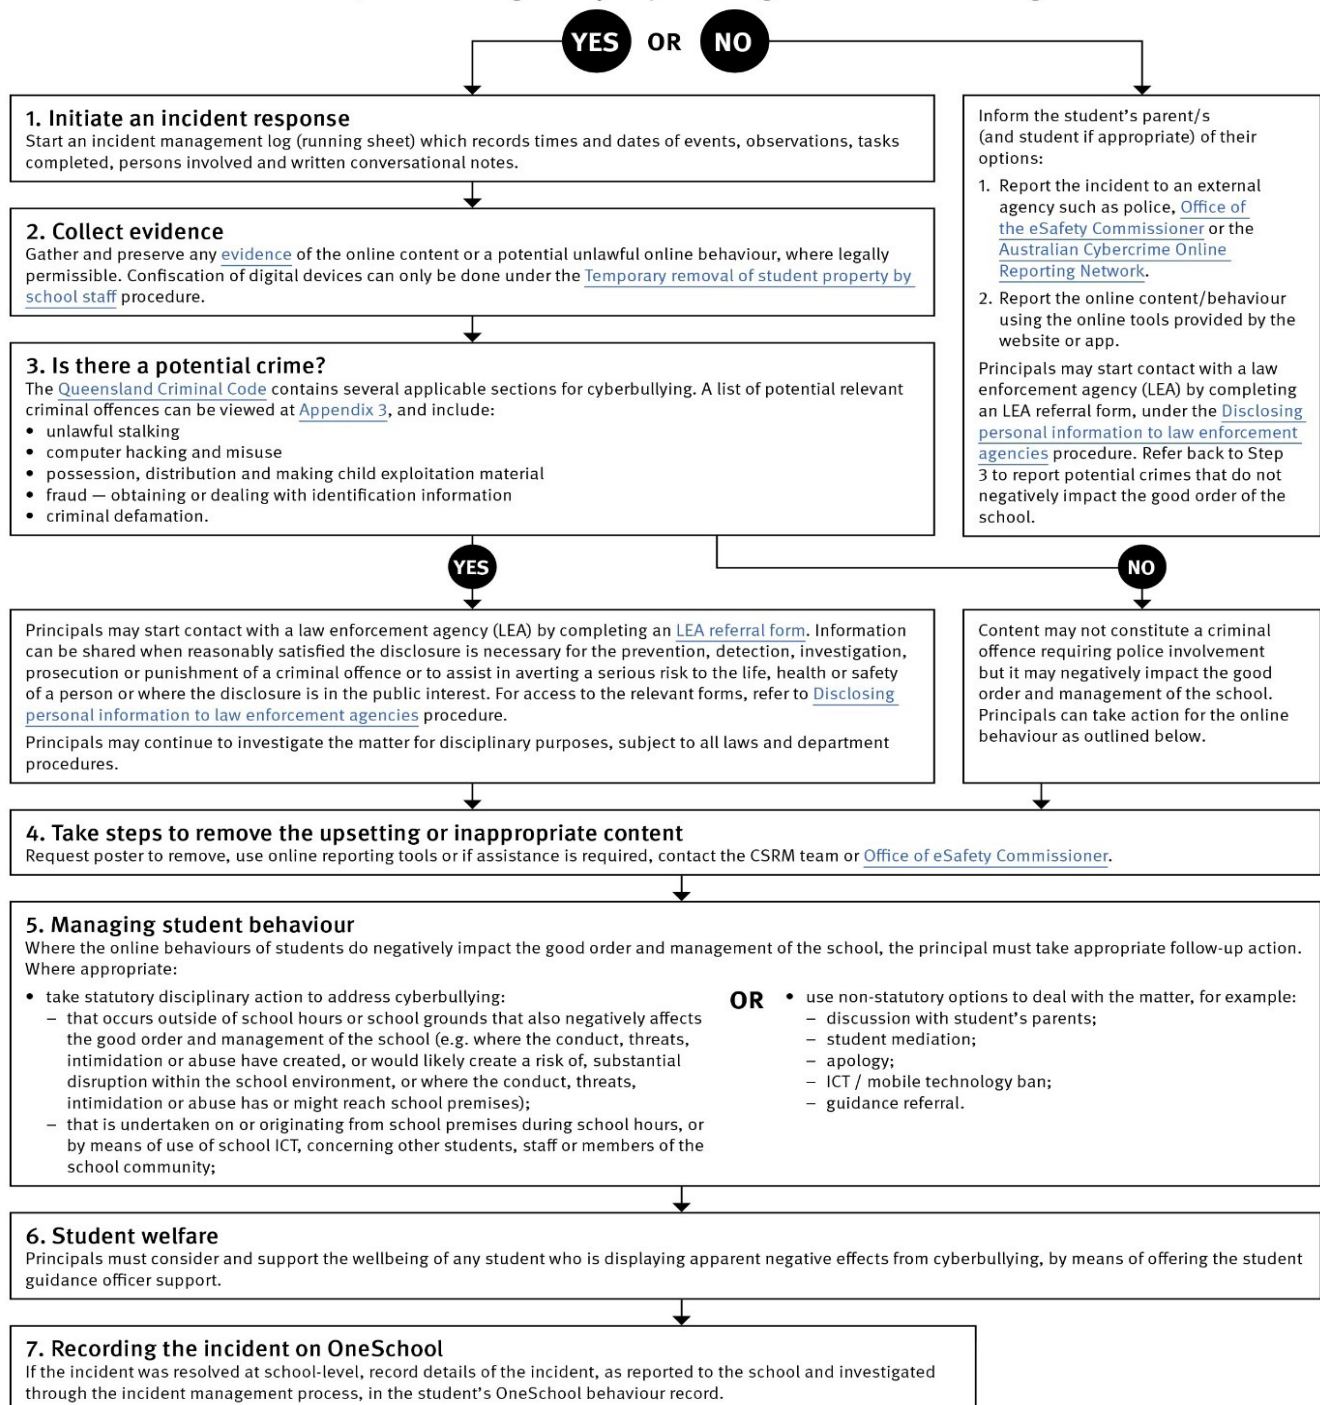 YES OR NO
1. Initiate an incident response
Start an incident management log (running sheet) which records times and dates of events, observations, tasks
completed, persons involved and written conversational notes.
2. Collect evidence
Gather and preserve any evidence of the online content or a potential unlawful online behaviour, where legally
permissible. Confiscation of digital devices can only be done under the Temporary removal of student property by
school staff procedure.
3. Is there a potential crime?
The Queensland Criminal Code contains several applicable sections for cyberbullying. A list of potential relevant
criminal offences can be viewed at Appendix 3, and include:
• unlawful stalking
• computer hacking and misuse
• possession, distribution and making child exploitation material
• fraud — obtaining or dealing with identification information
• criminal defamation.
Inform the student's parent/s
(and student if appropriate) of their
options:
1. Report the incident to an external
agency such as police, Office of
the eSafety Commissioner or the
Australian Cybercrime Online
Reporting Network.
2. Report the online content/behaviour
using the online tools provided by the
website or app.
Principals may start contact with a law
enforcement agency (LEA) by completing
an LEA referral form, under the Disclosing
personal information to law enforcement
agencies procedure. Refer back to Step
3 to report potential crimes that do not
negatively impact the good order of the
school.
YES
NO
Principals may start contact with a law enforcement agency (LEA) by completing an LEA referral form. Information
can be shared when reasonably satisfied the disclosure is necessary for the prevention, detection, investigation,
prosecution or punishment of a criminal offence or to assist in averting a serious risk to the life, health or safety
of a person or where the disclosure is in the public interest. For access to the relevant forms, refer to Disclosing
personal information to law enforcement agencies procedure.
Principals may continue to investigate the matter for disciplinary purposes, subject to all laws and department
procedures.
Content may not constitute a criminal
offence requiring police involvement
but it may negatively impact the good
order and management of the school.
Principals can take action for the online
behaviour as outlined below.
4. Take steps to remove the upsetting or inappropriate content
Request poster to remove, use online reporting tools or if assistance is required, contact the CSRM team or Office of eSafety Commissioner.
5. Managing student behaviour
Where the online behaviours of students do negatively impact the good order and management of the school, the principal must take appropriate follow-up action.
Where appropriate:
• take statutory disciplinary action to address cyberbullying:
– that occurs outside of school hours or school grounds that also negatively affects
the good order and management of the school (e.g. where the conduct, threats,
intimidation or abuse have created, or would likely create a risk of, substantial
disruption within the school environment, or where the conduct, threats,
intimidation or abuse has or might reach school premises);
– that is undertaken on or originating from school premises during school hours, or
by means of use of school ICT, concerning other students, staff or members of the
school community;
OR
• use non-statutory options to deal with the matter, for example:
– discussion with student's parents;
– student mediation;
– apology;
– ICT / mobile technology ban;
– guidance referral.
6. Student welfare
Principals must consider and support the wellbeing of any student who is displaying apparent negative effects from cyberbullying, by means of offering the student
guidance officer support.
7. Recording the incident on OneSchool
If the incident was resolved at school-level, record details of the incident, as reported to the school and investigated
through the incident management process, in the student's OneSchool behaviour record.